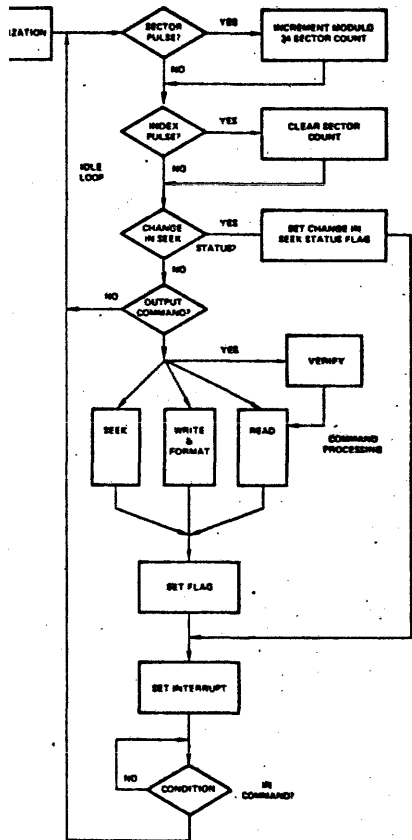 IZATION
SECTOR
PULSE?
YES
INCREMENT MODULO
24 SECTOR COUNT
NO
INDEX
PULSE?
YES
CLEAR SECTOR
COUNT
NO
IDLE
LOOP
CHANGE
IN SEEK
STATUS?
YES
SET CHANGE IN
SEEK STATUS FLAG
NO
OUTPUT
COMMAND?
NO
YES
VERIFY
SEEK
WRITE
&
FORMAT
READ
COMMAND
PROCESSING
SET FLAG
SET INTERRUPT
CONDITION
NO
IN
COMMAND?